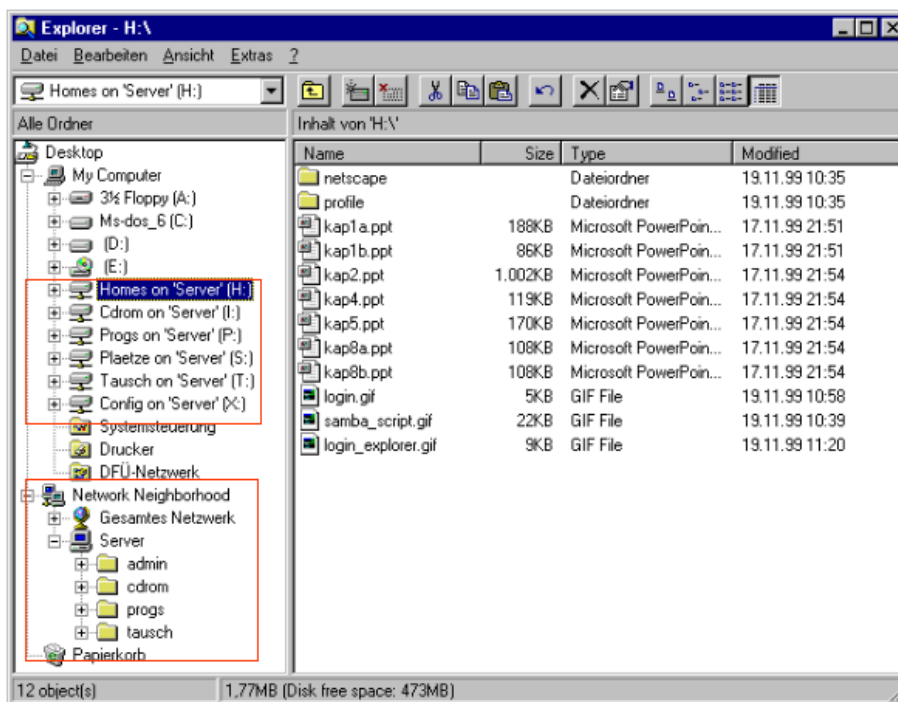 Explorer - H:\
Datei Bearbeiten Ansicht Extras ?
Homes on 'Server' (H:)
Alle Ordner
Inhalt von 'H:\'
Desktop
My Computer
3½ Floppy (A:)
Ms-dos_6 (C:)
(D:)
(E:)
Homes on 'Server' (H:)
Cdrom on 'Server' (I:)
Progs on 'Server' (P:)
Plaetze on 'Server' (S:)
Tausch on 'Server' (T:)
Config on 'Server' (X:)
Systemsteuerung
Drucker
DFÜ-Netzwerk
Network Neighborhood
Gesamtes Netzwerk
Server
admin
cdrom
progs
tausch
Papierkorb
Name Size Type Modified
netscape Dateiordner 19.11.99 10:35
profile Dateiordner 19.11.99 10:35
kap1a.ppt 188KB Microsoft PowerPoin... 17.11.99 21:51
kap1b.ppt 86KB Microsoft PowerPoin... 17.11.99 21:51
kap2.ppt 1.002KB Microsoft PowerPoin... 17.11.99 21:54
kap4.ppt 119KB Microsoft PowerPoin... 17.11.99 21:54
kap5.ppt 170KB Microsoft PowerPoin... 17.11.99 21:54
kap8a.ppt 108KB Microsoft PowerPoin... 17.11.99 21:54
kap8b.ppt 108KB Microsoft PowerPoin... 17.11.99 21:54
login.gif 5KB GIF File 19.11.99 10:58
samba_script.gif 22KB GIF File 19.11.99 10:39
login_explorer.gif 9KB GIF File 19.11.99 11:20
12 object(s) 1,77MB (Disk free space: 473MB)